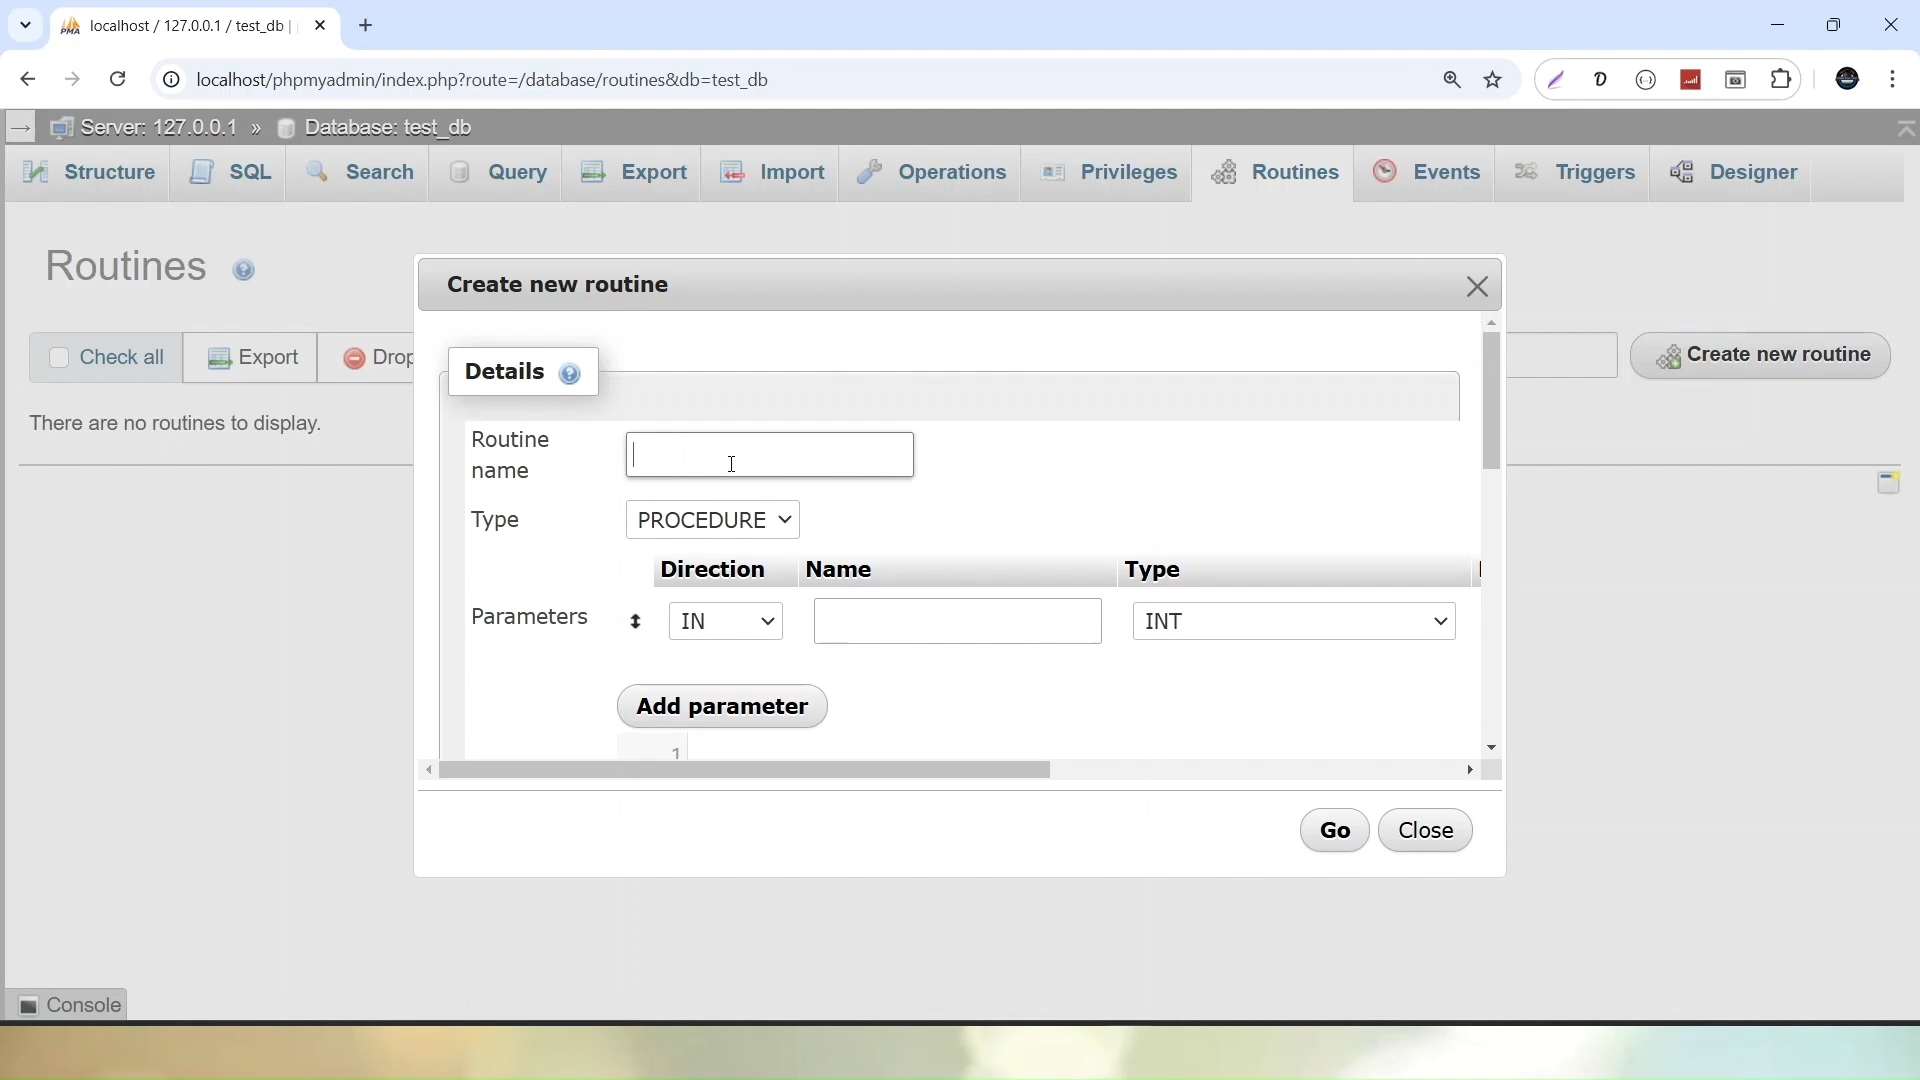 localhost / 127.0.0.1 / test_db |
localhost/phpmyadmin/index.php?route=/database/routines&db=test_db
Server: 127.0.0.1 » Database: test_db
Structure SQL Search Query Export Import Operations Privileges Routines Events Triggers Designer
Routines
Create new routine
Check all Export Drop
Create new routine
Details
There are no routines to display.
Routine
name
Type PROCEDURE
Direction Name Type
Parameters IN INT
Add parameter
1
Go Close
Console